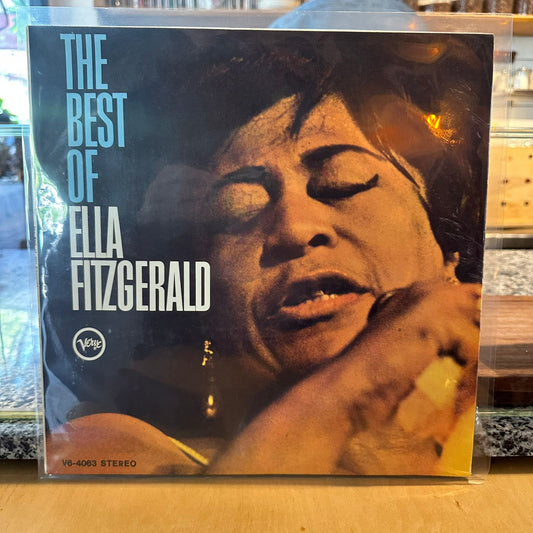 THE
BEST
OF
ELLA
FITZGERALD
Verve
V6-4063 STEREO